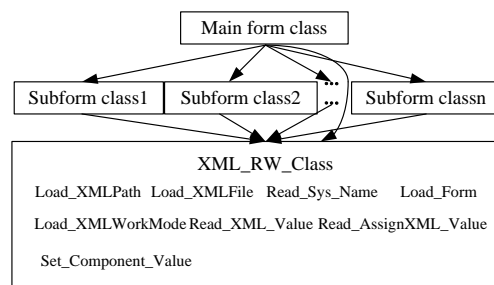 Main form class
...
Subform class1 Subform class2 ... Subform classn
XML_RW_Class
Load_XMLPath Load_XMLFile Read_Sys_Name Load_Form
Load_XMLWorkMode Read_XML_Value Read_AssignXML_Value
Set_Component_Value